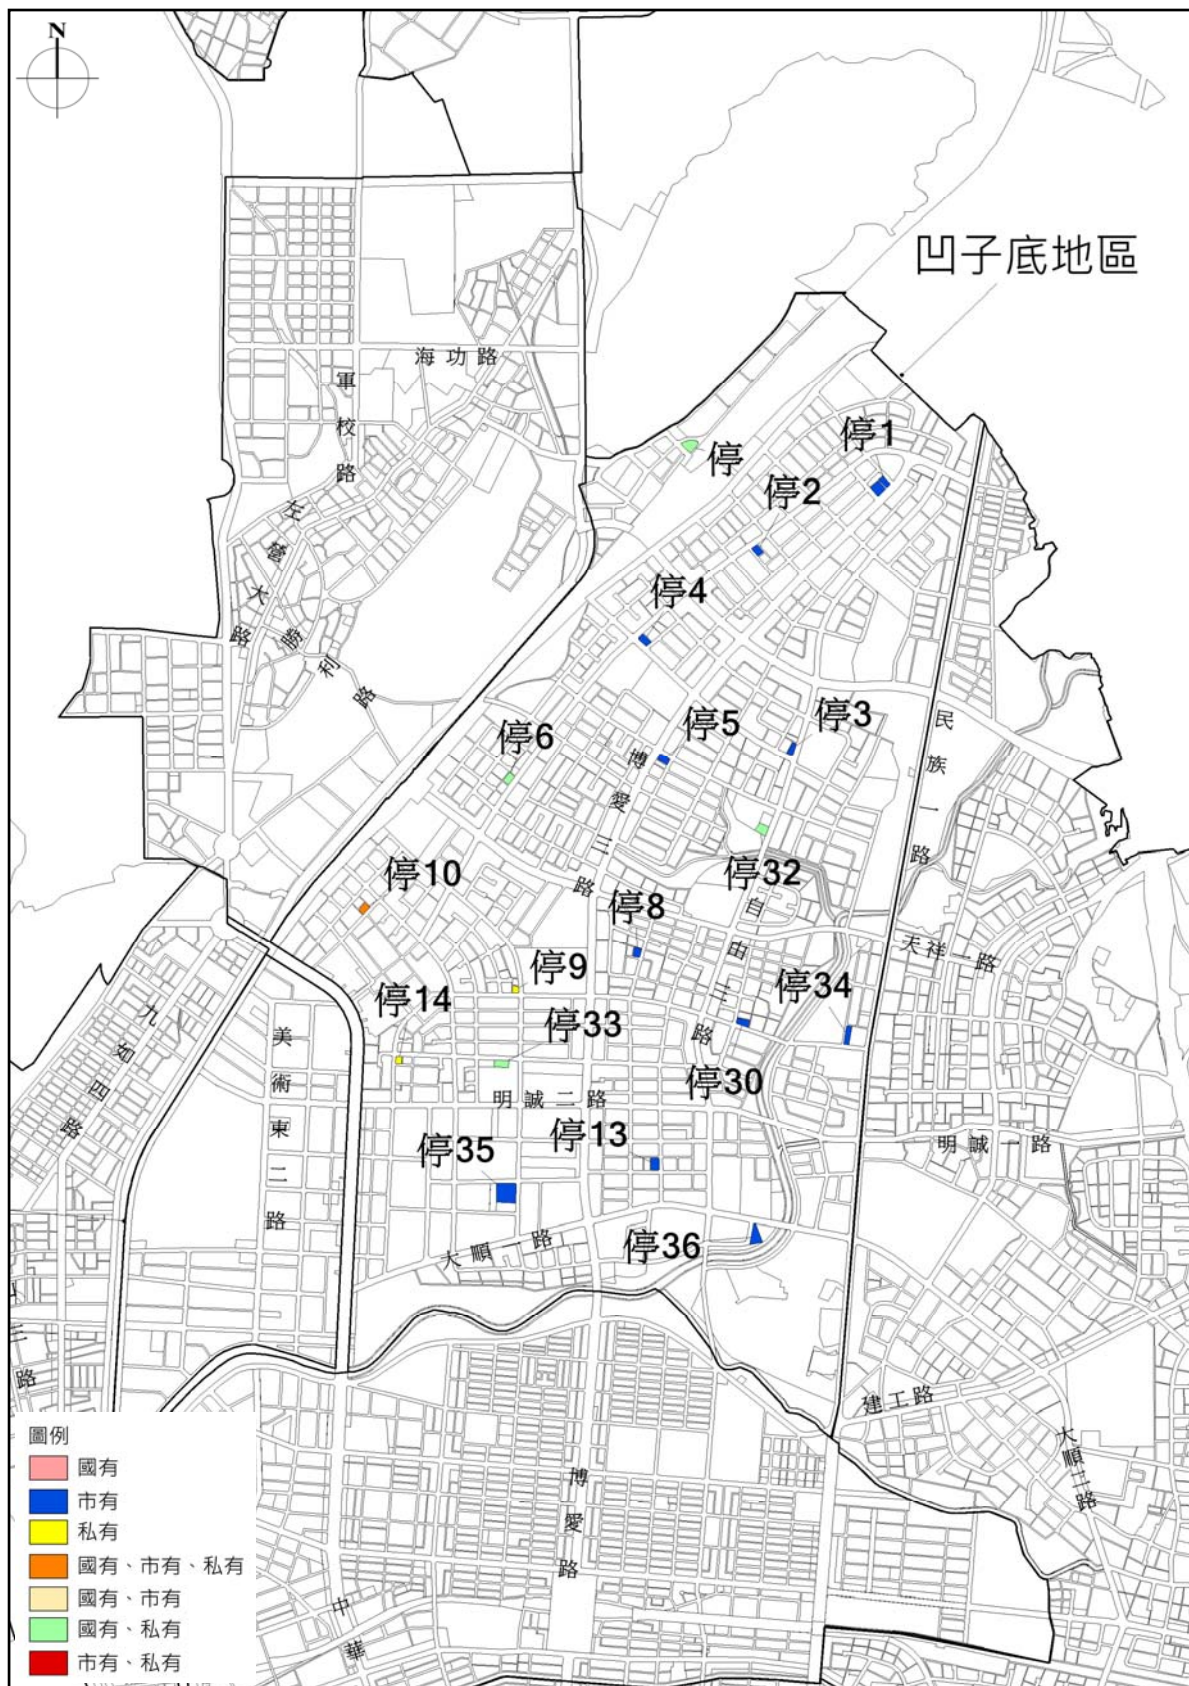 N
凹子底地區
海功路
軍校路
停1
停
停2
左營大路
停4
勝利路
停3
停5
民族一路
停6
博愛三路
停10
停32
停8
自由三路
天祥一路
停9
停34
停14
九如四路
停33
美術東二路
停30
明誠二路
停13
明誠一路
停35
大順一路
停36
三路
建工路
大順二路
圖例
國有
市有
私有
國有、市有、私有
國有、市有
國有、私有
市有、私有
博愛路
中華